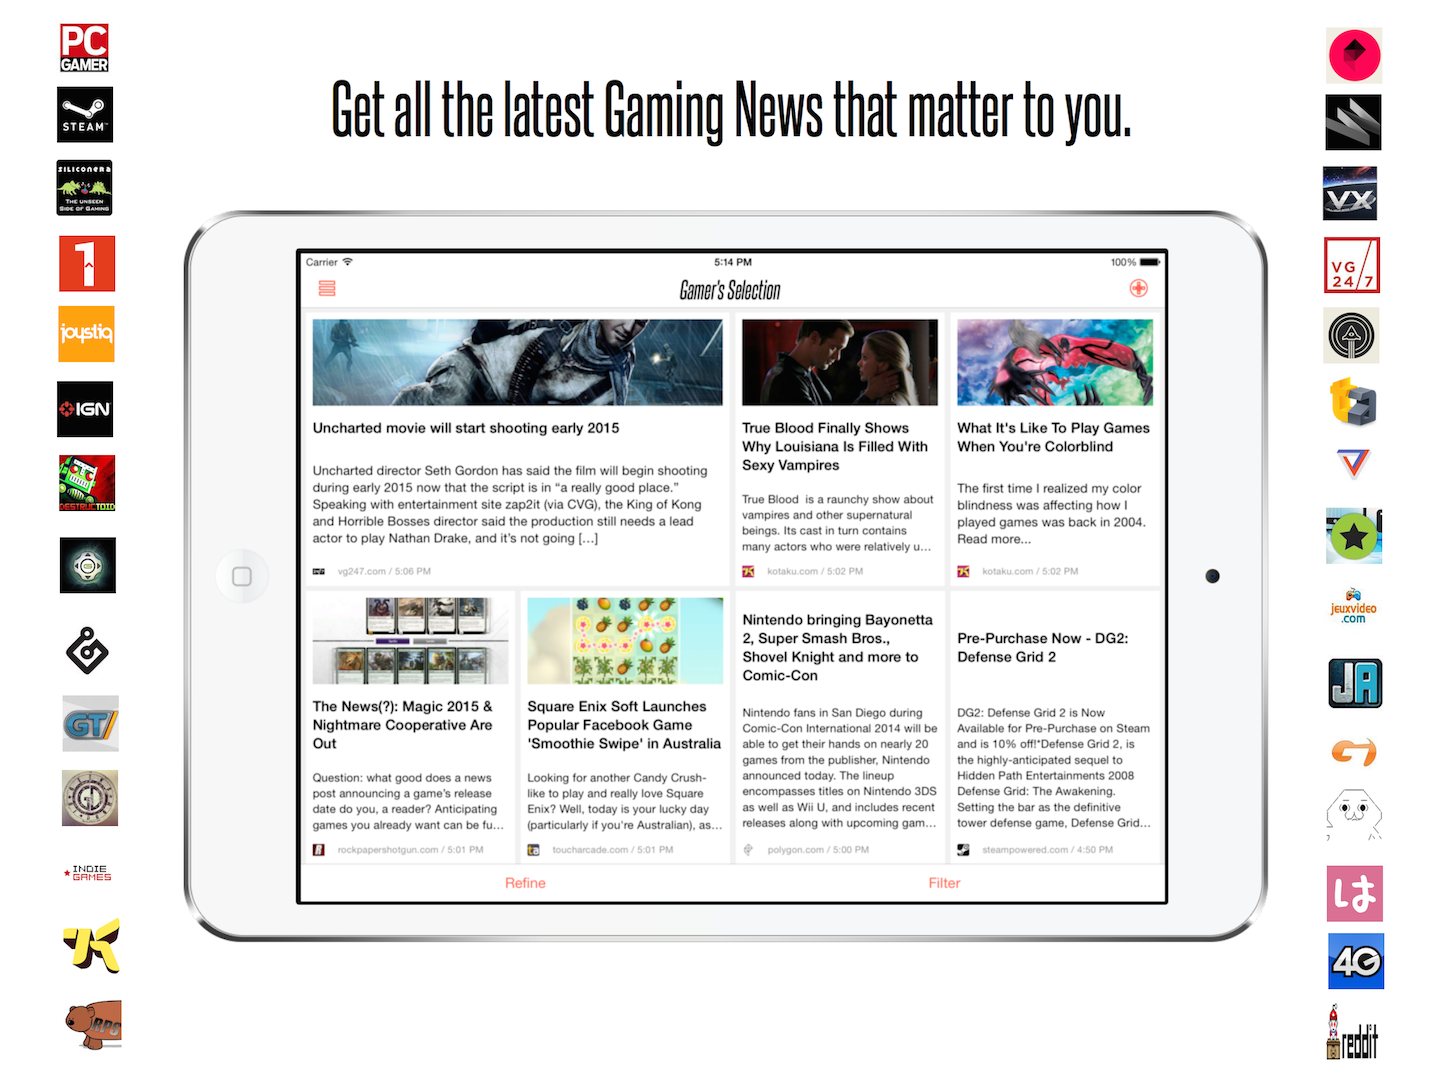 PC
GAMER
STEAM™
SILICONERA
THE UNSEEN
SIDE OF GAMING
1
joystiq
IGN
DESTRUCTOID
GT/
INDIE
GAMES
K
RPG
Get all the latest Gaming News that matter to you.
Carrier
5:14 PM
100%
Gamer's Selection
Uncharted movie will start shooting early 2015
Uncharted director Seth Gordon has said the film will begin shooting
during early 2015 now that the script is in “a really good place.”
Speaking with entertainment site zap2it (via CVG), the King of Kong
and Horrible Bosses director said the production still needs a lead
actor to play Nathan Drake, and it’s not going [...]
vg247.com / 5:06 PM
True Blood Finally Shows
Why Louisiana Is Filled With
Sexy Vampires
True Blood  is a raunchy show about
vampires and other supernatural
beings. Its cast in turn contains
many actors who were relatively u...
kotaku.com / 5:02 PM
What It's Like To Play Games
When You're Colorblind
The first time I realized my color
blindness was affecting how I
played games was back in 2004.
Read more...
kotaku.com / 5:02 PM
The News(?): Magic 2015 &
Nightmare Cooperative Are
Out
Question: what good does a news
post announcing a game’s release
date do you, a reader? Anticipating
games you already want can be fu...
rockpapershotgun.com / 5:01 PM
Square Enix Soft Launches
Popular Facebook Game
'Smoothie Swipe' in Australia
Looking for another Candy Crush-
like to play and really love Square
Enix? Well, today is your lucky day
(particularly if you're Australian), as...
toucharcade.com / 5:01 PM
Nintendo bringing Bayonetta
2, Super Smash Bros.,
Shovel Knight and more to
Comic-Con
Nintendo fans in San Diego during
Comic-Con International 2014 will be
able to get their hands on nearly 20
games from the publisher, Nintendo
announced today. The lineup
encompasses titles on Nintendo 3DS
as well as Wii U, and includes recent
releases along with upcoming gam...
polygon.com / 5:00 PM
Pre-Purchase Now - DG2:
Defense Grid 2
DG2: Defense Grid 2 is Now
Available for Pre-Purchase on Steam
and is 10% off!*Defense Grid 2, is
the highly-anticipated sequel to
Hidden Path Entertainments 2008
Defense Grid: The Awakening.
Setting the bar as the definitive
tower defense game, Defense Grid...
steampowered.com / 4:50 PM
Refine
Filter
VX
VG
24/7
ta
jeuxvideo
.com
JA
は
4G
reddit